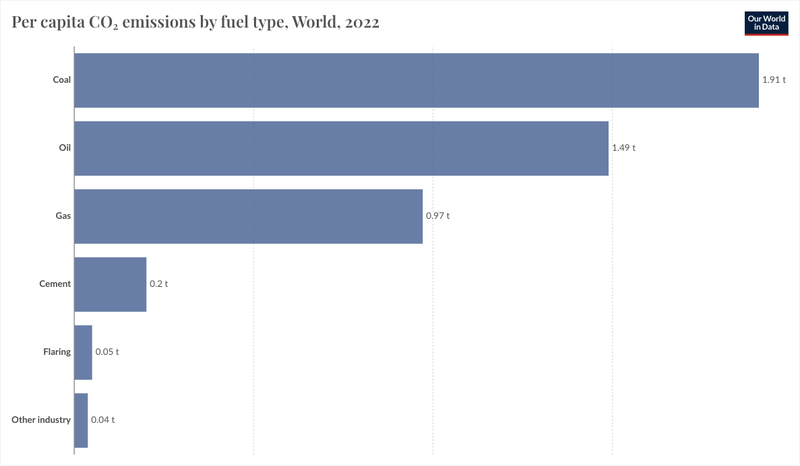 Per capita CO₂ emissions by fuel type, World, 2022
Our World
in Data
Coal
1.91 t
Oil
1.49 t
Gas
0.97 t
Cement
0.2 t
Flaring
0.05 t
Other industry
0.04 t